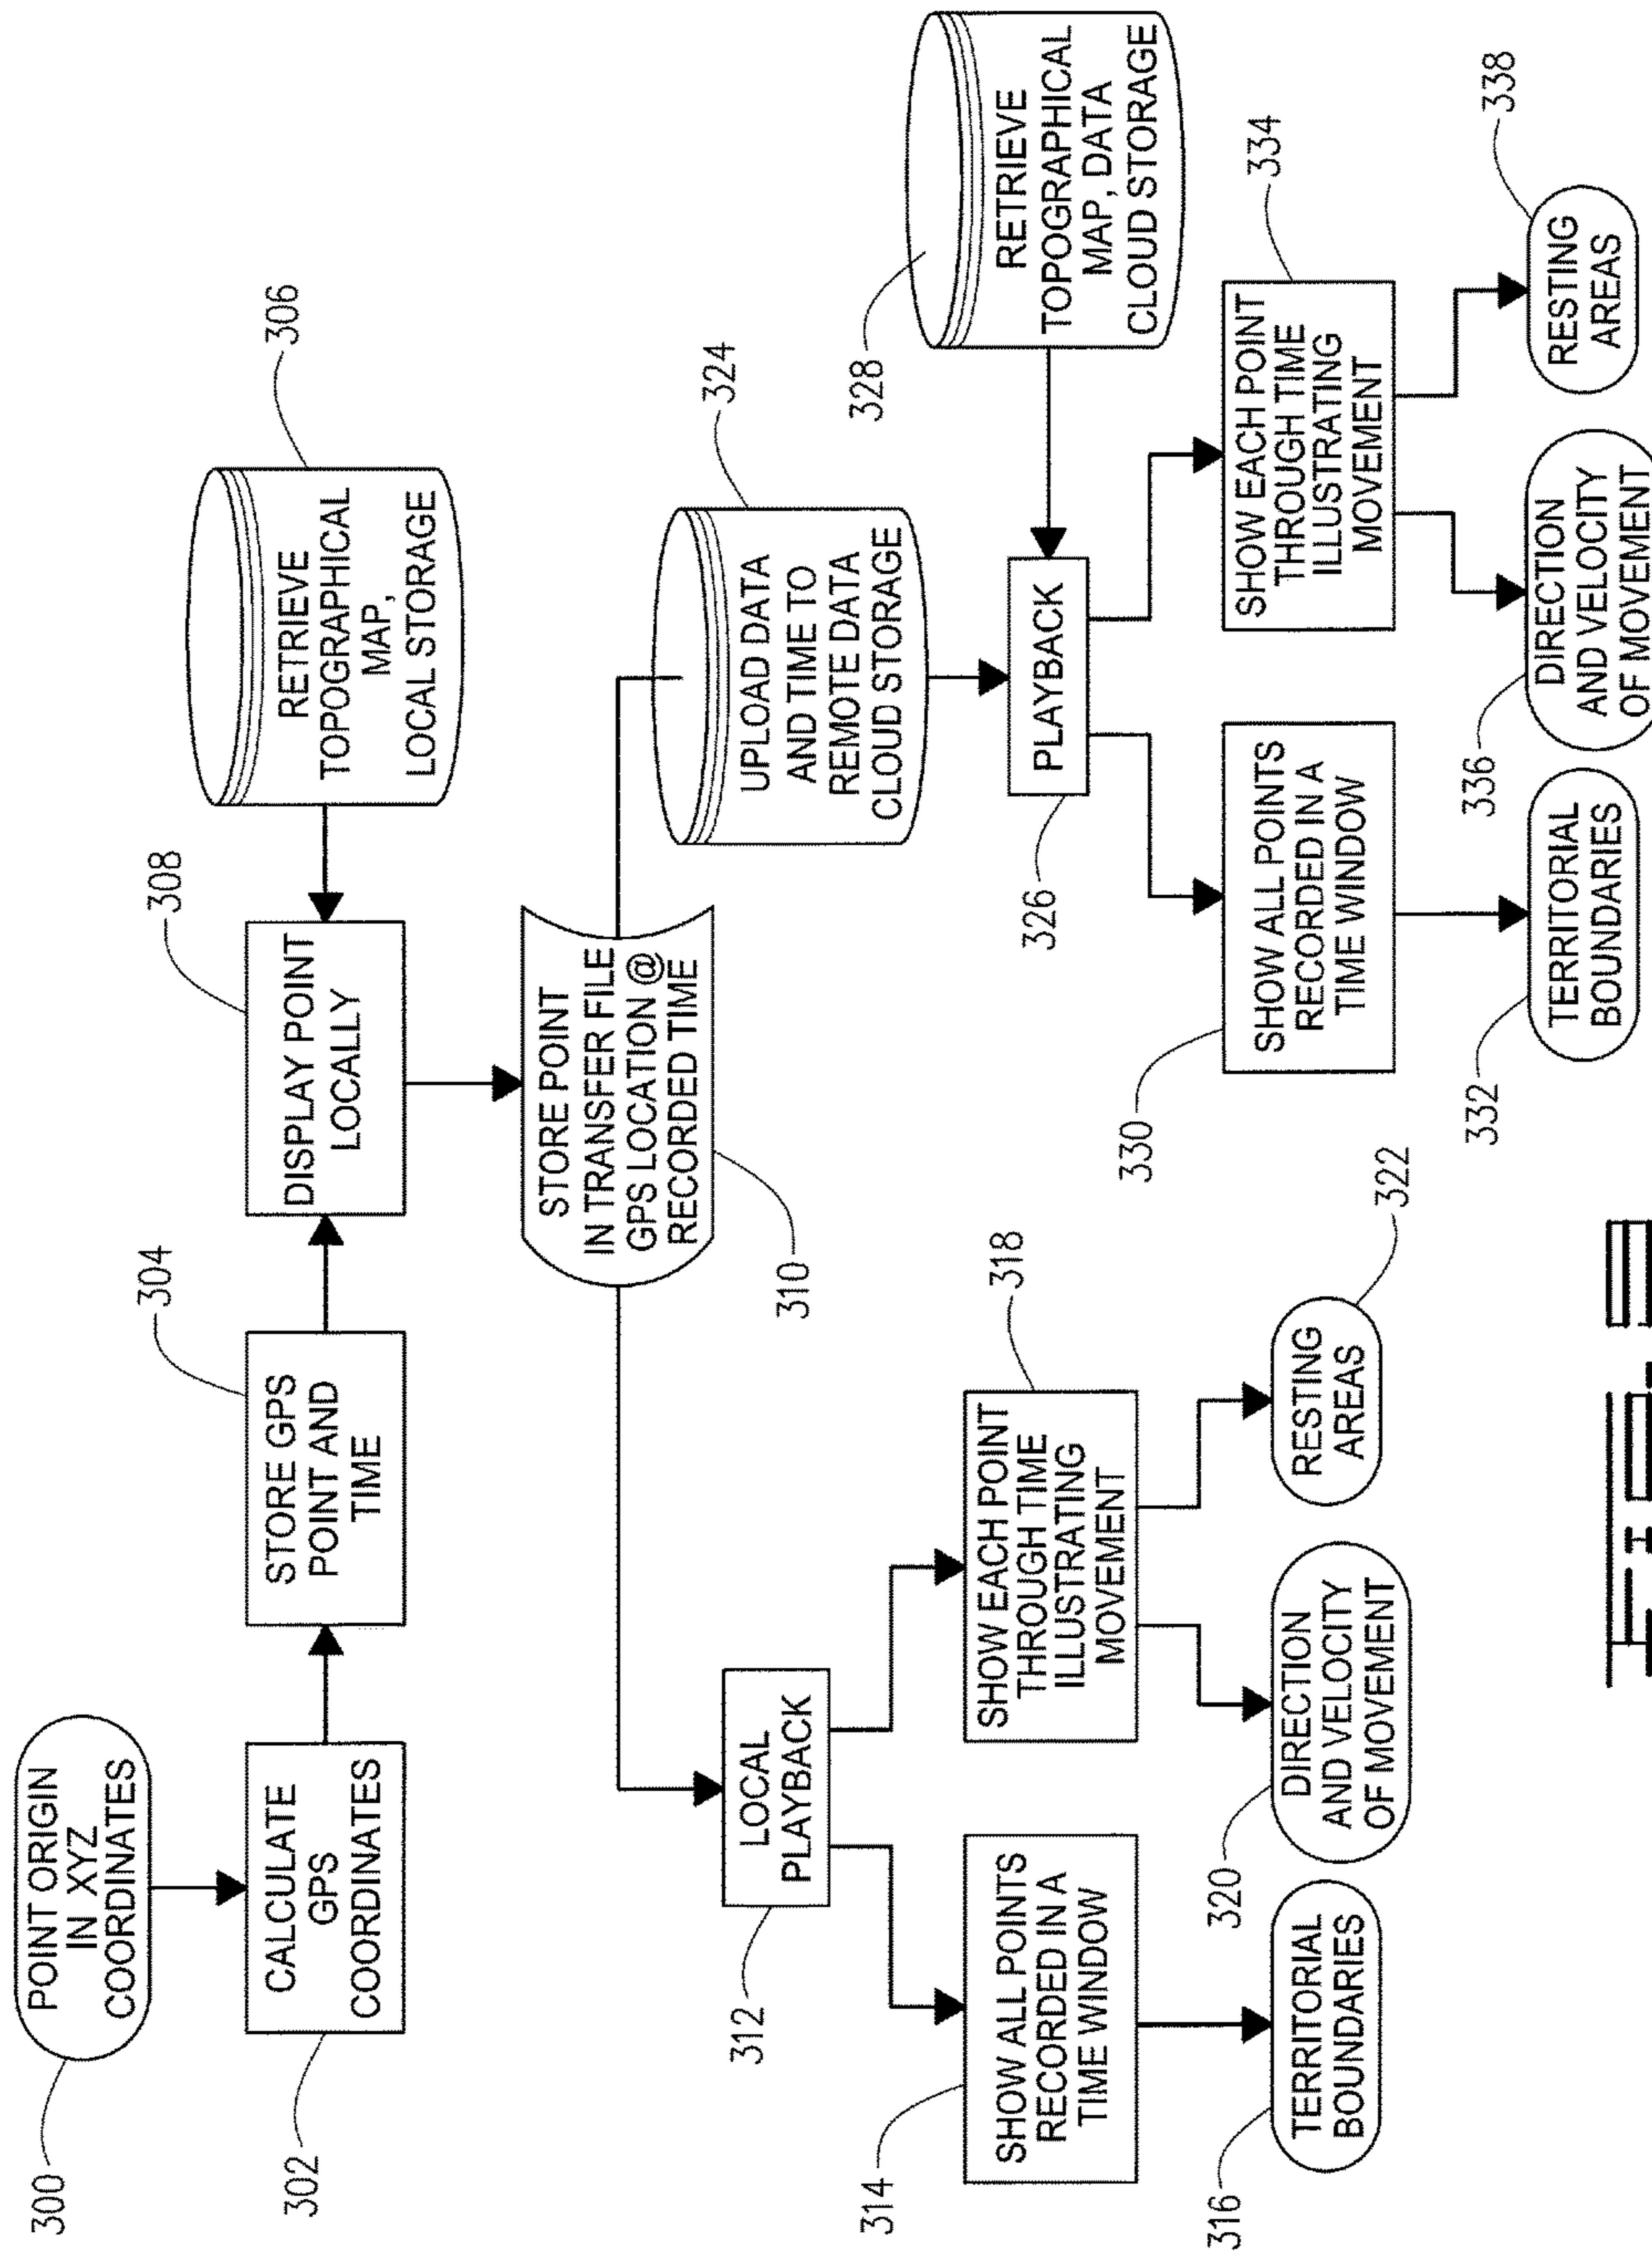 300
POINT ORIGIN
IN XYZ
COORDINATES
302
CALCULATE
GPS
COORDINATES
304
STORE GPS
POINT AND
TIME
308
DISPLAY POINT
LOCALLY
306
RETRIEVE
TOPOGRAPHICAL
MAP,
LOCAL STORAGE
310
STORE POINT
IN TRANSFER FILE
GPS LOCATION @
RECORDED TIME
312
LOCAL
PLAYBACK
314
SHOW ALL POINTS
RECORDED IN A
TIME WINDOW
316
TERRITORIAL
BOUNDARIES
318
SHOW EACH POINT
THROUGH TIME
ILLUSTRATING
MOVEMENT
320
DIRECTION
AND VELOCITY
OF MOVEMENT
322
RESTING
AREAS
324
UPLOAD DATA
AND TIME TO
REMOTE DATA
CLOUD STORAGE
326
PLAYBACK
328
RETRIEVE
TOPOGRAPHICAL
MAP, DATA
CLOUD STORAGE
330
SHOW ALL POINTS
RECORDED IN A
TIME WINDOW
332
TERRITORIAL
BOUNDARIES
334
SHOW EACH POINT
THROUGH TIME
ILLUSTRATING
MOVEMENT
336
DIRECTION
AND VELOCITY
OF MOVEMENT
338
RESTING
AREAS